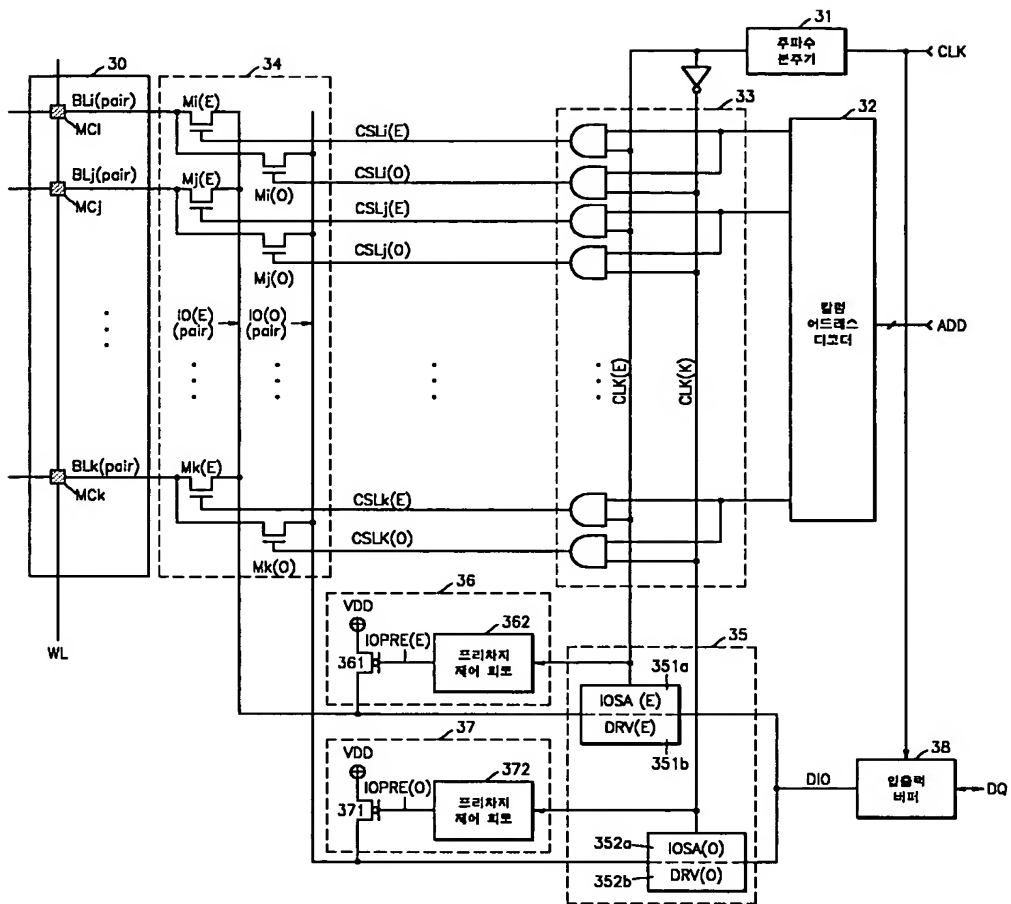 31
주파수
분주기
CLK
30
34
33
32
BLi(pair)
Mi(E)
MCi
CSLi(E)
BLj(pair)
Mj(E)
CSLi(O)
Mi(O)
MCj
CSLj(E)
CSLj(O)
Mj(O)
IO(E)
(pair)
IO(O)
(pair)
CLK(E)
CLK(K)
칼럼
어드레스
디코더
ADD
BLk(pair)
Mk(E)
MCk
CSLk(E)
CSLK(O)
Mk(O)
WL
36
VDD
IOPRE(E)
362
361
프리차지
제어 회로
35
351a
IOSA (E)
DRV(E)
351b
37
VDD
IOPRE(O)
372
371
프리차지
제어 회로
DIO
38
입출력
버퍼
DQ
352a
IOSA(O)
DRV(O)
352b